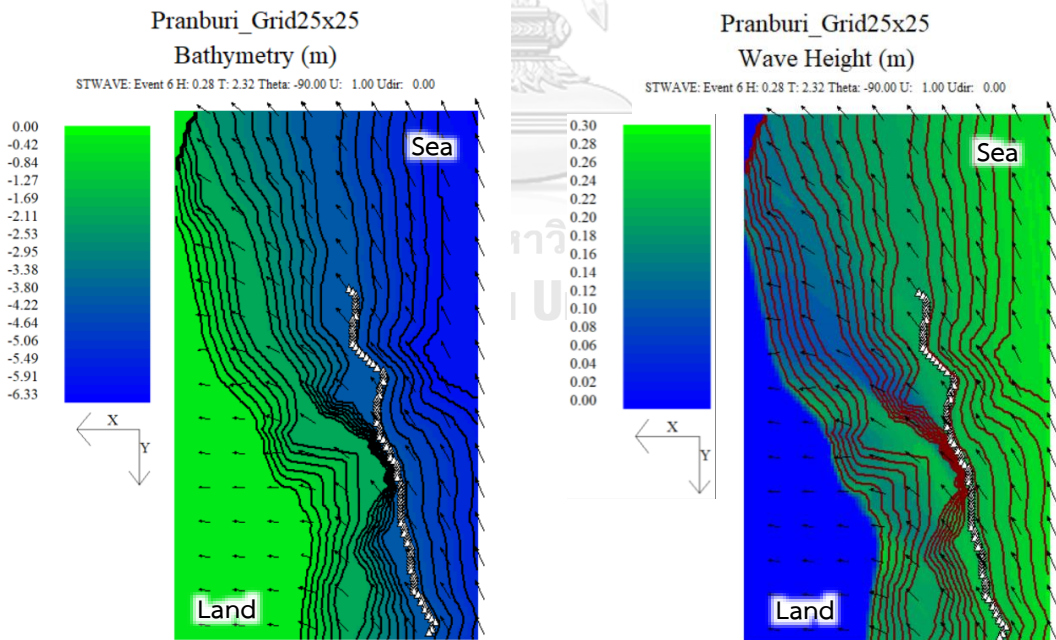 Pranburi_Grid25x25
Bathymetry (m)
STWAVE: Event 6 H: 0.28 T: 2.32 Theta: -90.00 U: 1.00 Udir: 0.00
0.00
-0.42
-0.84
-1.27
-1.69
-2.11
-2.53
-2.95
-3.38
-3.80
-4.22
-4.64
-5.06
-5.49
-5.91
-6.33
X
Y
Sea
Land
Pranburi_Grid25x25
Wave Height (m)
STWAVE: Event 6 H: 0.28 T: 2.32 Theta: -90.00 U: 1.00 Udir: 0.00
0.30
0.28
0.26
0.24
0.22
0.20
0.18
0.16
0.14
0.12
0.10
0.08
0.06
0.04
0.02
0.00
X
Y
Sea
Land